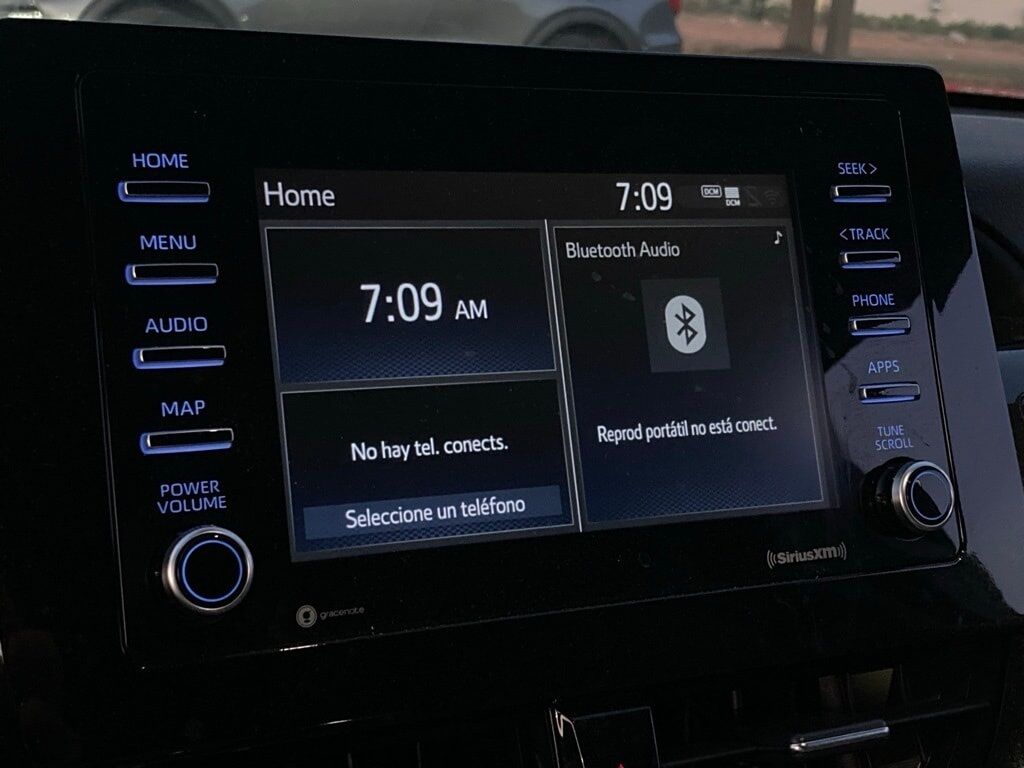 HOME
MENU
AUDIO
MAP
POWER
VOLUME
Home
7:09
DCM
DCM
7:09 AM
No hay tel. conects.
Seleccione un teléfono
Bluetooth Audio
Reprod portátil no está conect.
SEEK >
< TRACK
PHONE
APPS
TUNE
SCROLL
gracenote
SiriusXM